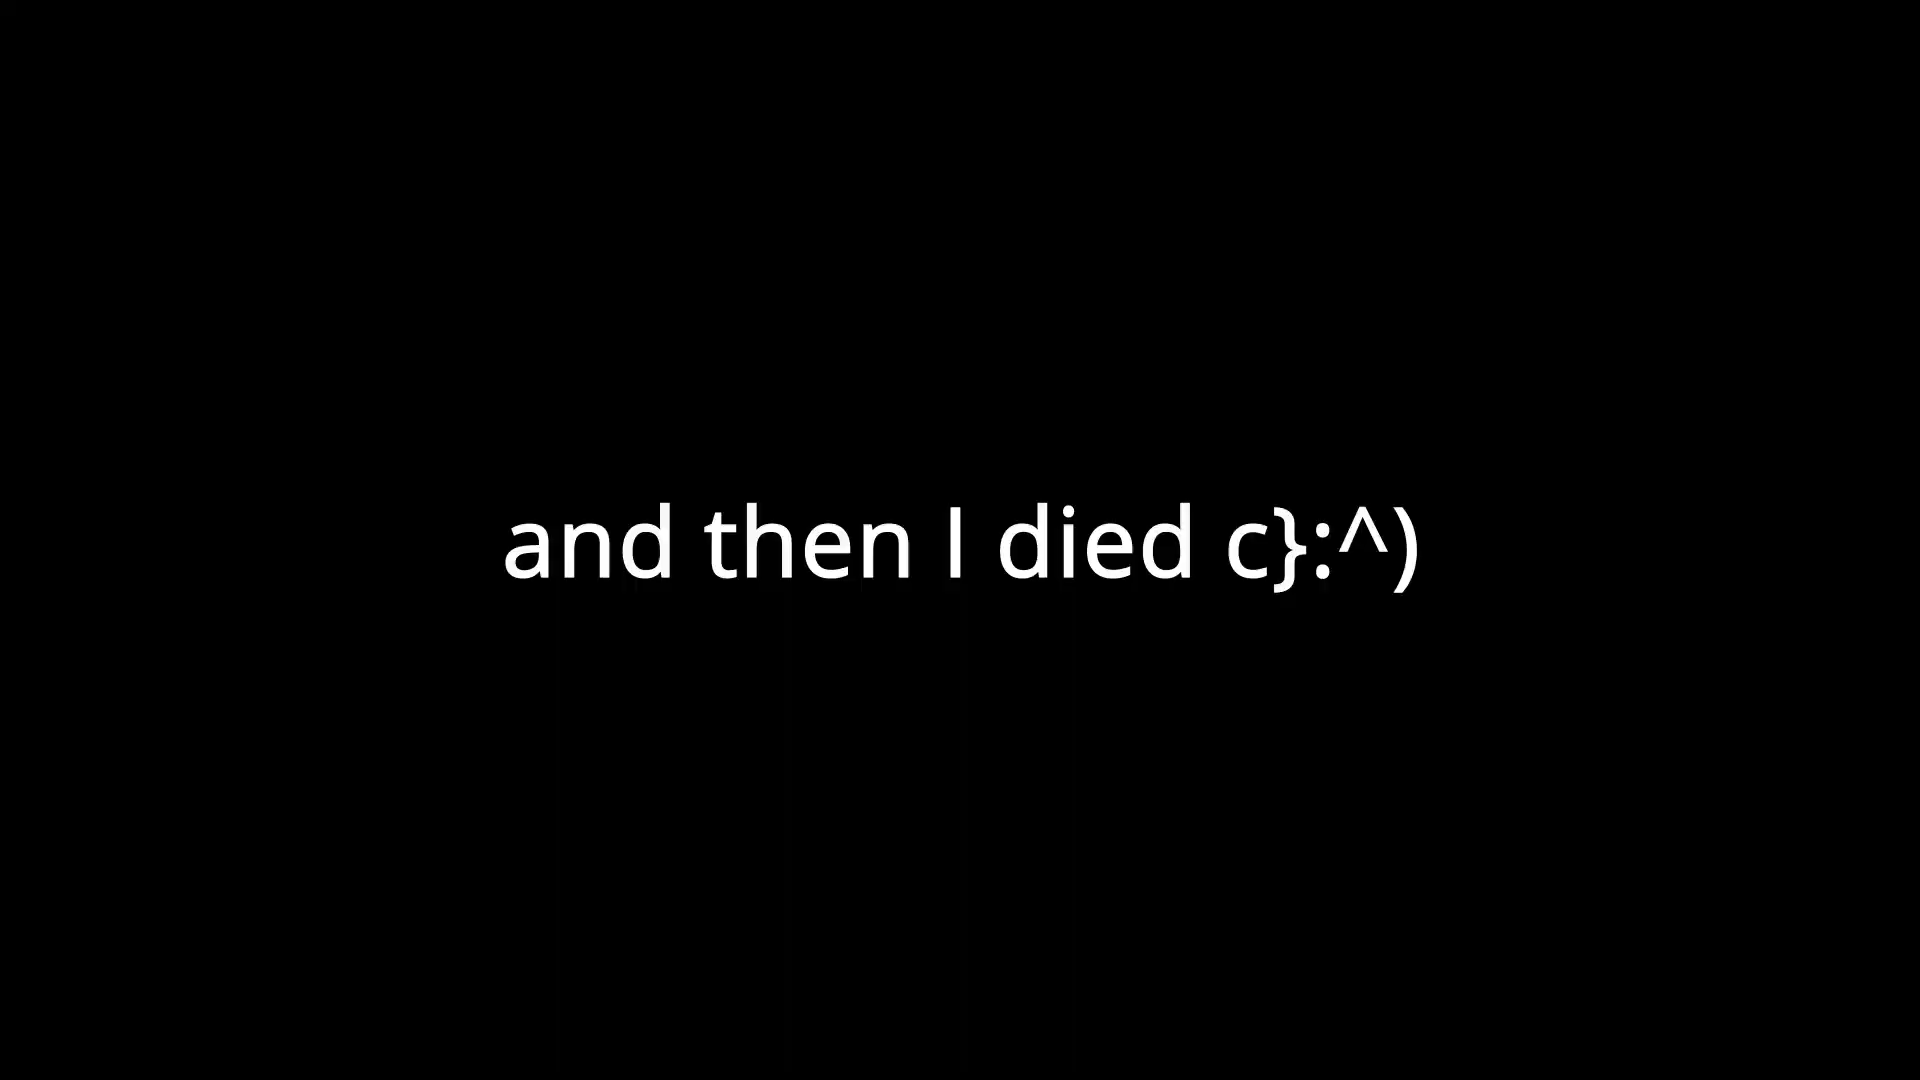 and then I died c}:^)